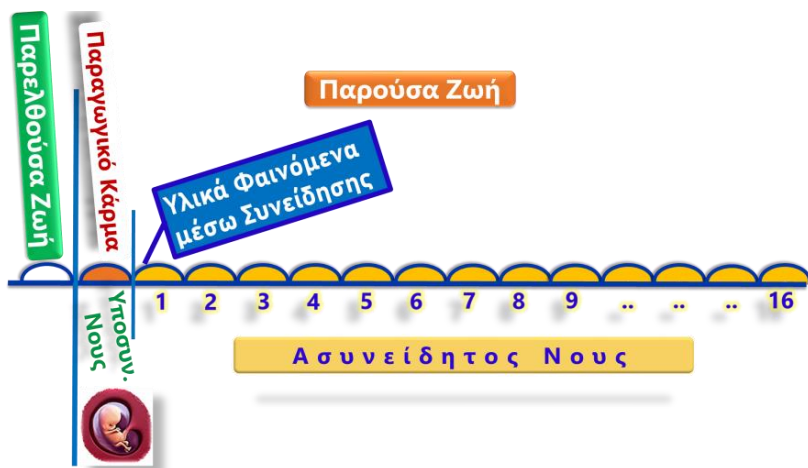 Παρελθούσα Ζωή
Παραγωγικό Κάρμα
Παρούσα Ζωή
Υλικά Φαινόμενα
μέσω Συνείδησης
1 2 3 4 5 6 7 8 9 .. .. .. 16
Υποσυν.
Νους
Ασυνείδητος Νους